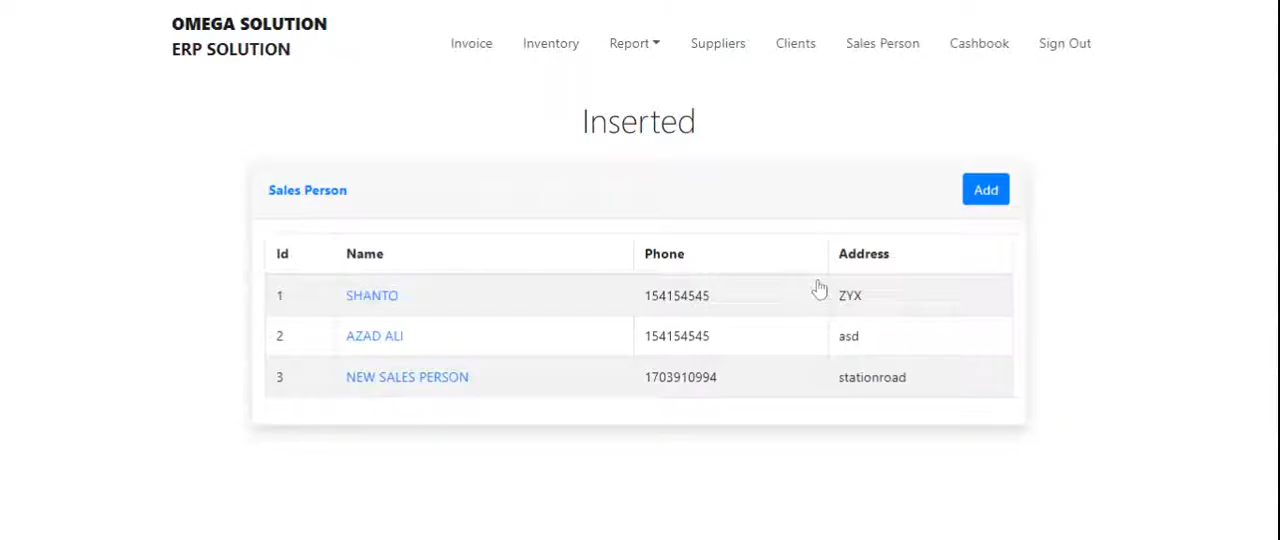 OMEGA SOLUTION
ERP SOLUTION
Invoice Inventory Report Suppliers Clients Sales Person Cashbook Sign Out
Inserted
Sales Person Add
Id Name Phone Address
1 SHANTO 154154545 ZYX
2 AZAD ALI 154154545 asd
3 NEW SALES PERSON 1703910994 stationroad